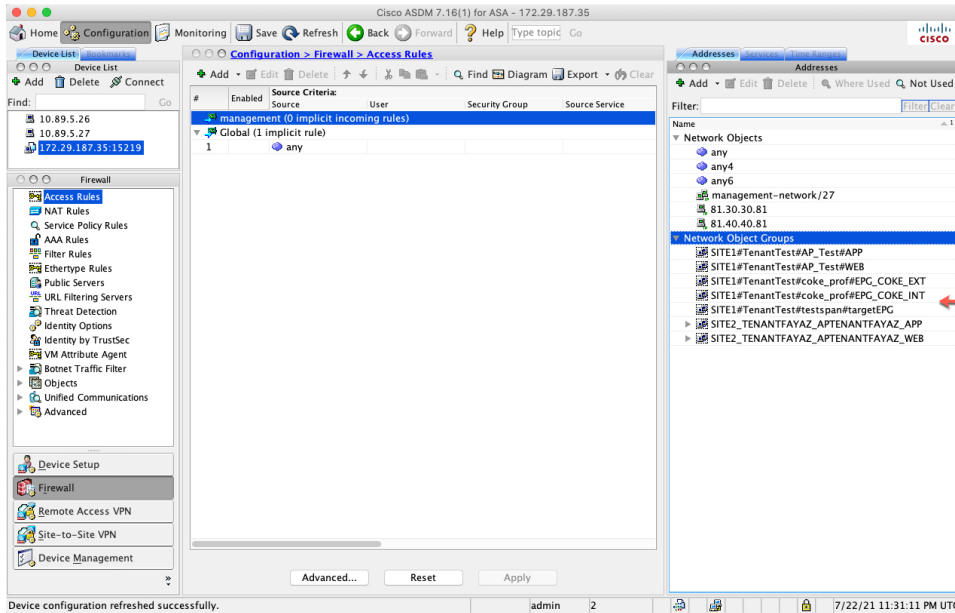 Cisco ASDM 7.16(1) for ASA - 172.29.187.35
Home Configuration Monitoring Save Refresh Back Forward Help Type topic Go
cisco
Device List Bookmarks
Device List
Add Delete Connect
Find: Go
10.89.5.26
10.89.5.27
172.29.187.35:15219
Firewall
Access Rules
NAT Rules
Service Policy Rules
AAA Rules
Filter Rules
Ethertype Rules
Public Servers
URL Filtering Servers
Threat Detection
Identity Options
Identity by TrustSec
VM Attribute Agent
Botnet Traffic Filter
Objects
Unified Communications
Advanced
Device Setup
Firewall
Remote Access VPN
Site-to-Site VPN
Device Management
»
Configuration > Firewall > Access Rules
Add Edit Delete Find Diagram Export Clear
# Enabled Source Criteria:
Source User Security Group Source Service
management (0 implicit incoming rules)
Global (1 implicit rule)
1 any
Advanced... Reset Apply
Addresses Services Time Ranges
Addresses
Add Edit Delete Where Used Not Used
Filter: Filter Clear
Name 1
Network Objects
any
any4
any6
management-network/27
81.30.30.81
81.40.40.81
Network Object Groups
SITE1#TenantTest#AP_Test#APP
SITE1#TenantTest#AP_Test#WEB
SITE1#TenantTest#coke_prof#EPG_COKE_EXT
SITE1#TenantTest#coke_prof#EPG_COKE_INT
SITE1#TenantTest#testspan#targetEPG
SITE2_TENANTFAYAZ_APTENANTFAYAZ_APP
SITE2_TENANTFAYAZ_APTENANTFAYAZ_WEB
Device configuration refreshed successfully. admin 2 7/22/21 11:31:11 PM UTC